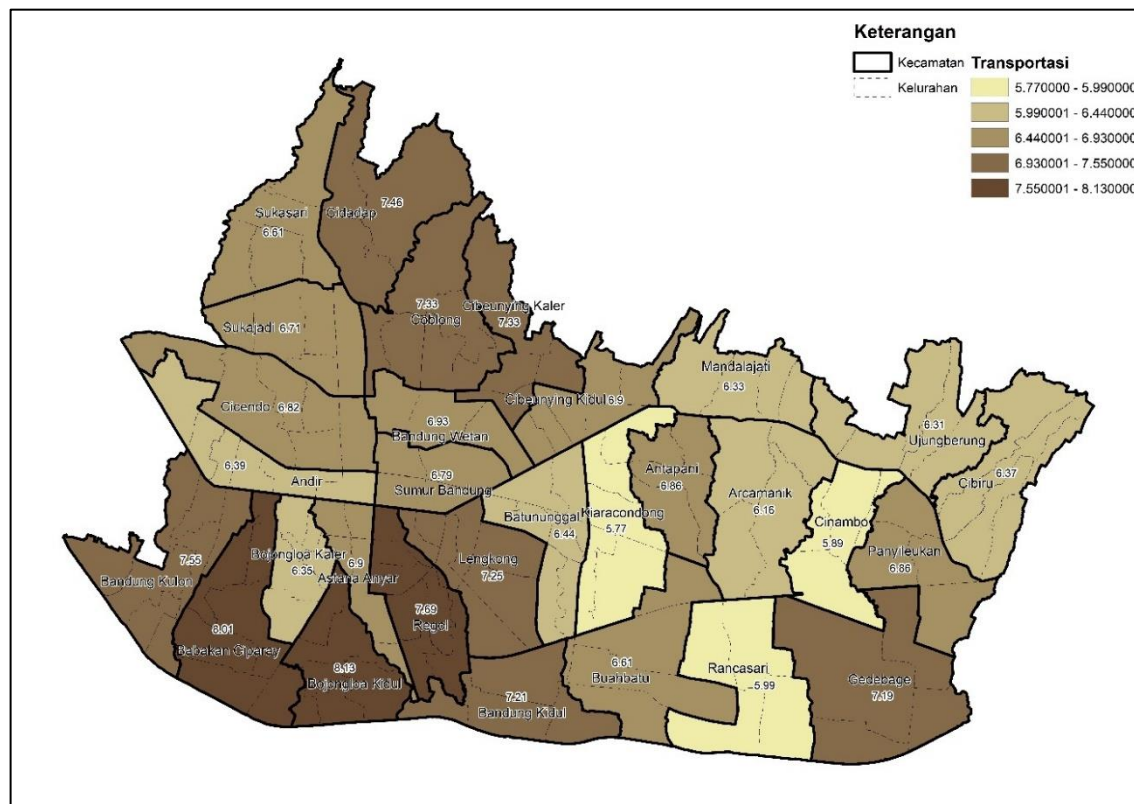 Keterangan
Kecamatan
Kelurahan
Transportasi
5.770000 - 5.990000
5.990001 - 6.440000
6.440001 - 6.930000
6.930001 - 7.550000
7.550001 - 8.130000
7.46
Sukasari
Cidadap
6.61
7.33
Coblong
Cibeunying Kaler
7.33
Sukajadi
6.71
Mandalajati
6.33
Cibeunying Kidul
6.9
Cicendo
6.82
6.93
Bandung Wetan
6.31
Ujungberung
6.37
Cibiru
6.39
Andir
6.79
Sumur Bandung
Antapani
6.86
Arcamanik
6.16
Batununggal
6.44
Kiaracondong
5.77
Cinambo
5.89
Panyileukan
6.86
7.55
Bandung Kulon
Bojongloa Kaler
6.35
6.9
Astana Anyar
Lengkong
7.25
7.69
Regol
8.01
Babakan Ciparay
8.13
Bojongloa Kidul
6.61
Buahbatu
Rancasari
5.99
Gedebage
7.19
7.21
Bandung Kidul